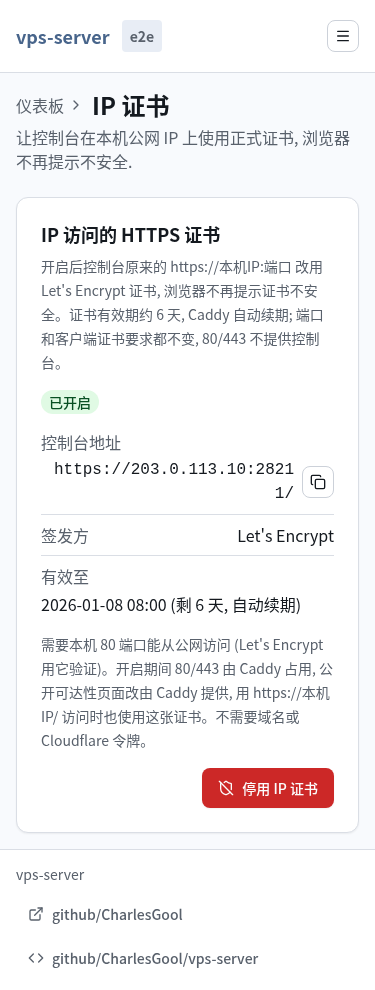 vps-server e2e
仪表板 > IP 证书
让控制台在本机公网 IP 上使用正式证书, 浏览器
不再提示不安全.
IP 访问的 HTTPS 证书
开启后控制台原来的 https://本机IP:端口 改用
Let's Encrypt 证书, 浏览器不再提示证书不安
全。证书有效期约 6 天, Caddy 自动续期; 端口
和客户端证书要求都不变, 80/443 不提供控制
台。
已开启
控制台地址
https://203.0.113.10:2821
1/
签发方 Let's Encrypt
有效至
2026-01-08 08:00 (剩 6 天, 自动续期)
需要本机 80 端口能从公网访问 (Let's Encrypt
用它验证)。开启期间 80/443 由 Caddy 占用, 公
开可达性页面改由 Caddy 提供, 用 https://本机
IP/ 访问时也使用这张证书。不需要域名或
Cloudflare 令牌。
停用 IP 证书
vps-server
github/CharlesGool
github/CharlesGool/vps-server